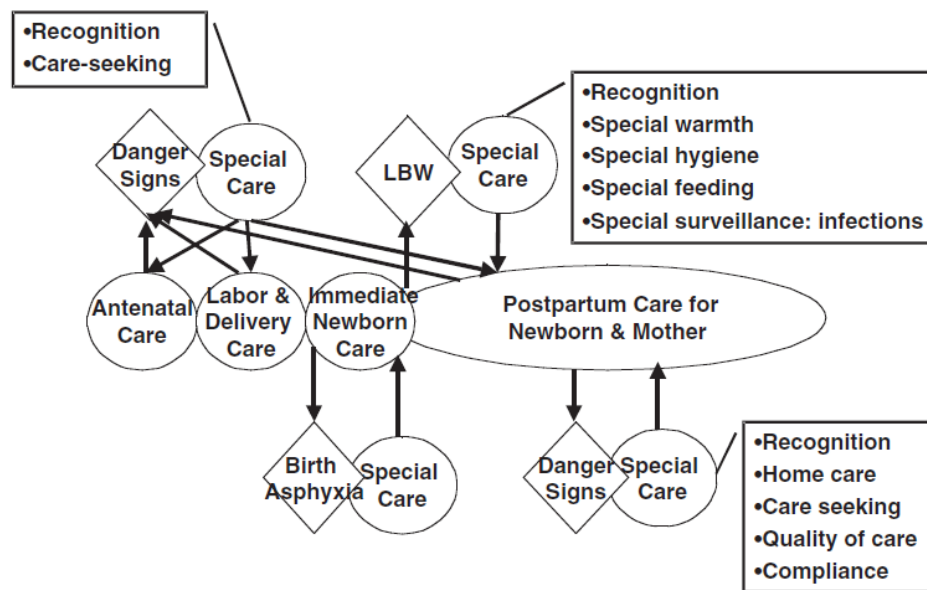 •Recognition
•Care-seeking
•Recognition
•Special warmth
•Special hygiene
•Special feeding
•Special surveillance: infections
Danger
Signs
Special
Care
LBW
Special
Care
Antenatal
Care
Labor &
Delivery
Care
Immediate
Newborn
Care
Postpartum Care for
Newborn & Mother
Birth
Asphyxia
Special
Care
Danger
Signs
Special
Care
•Recognition
•Home care
•Care seeking
•Quality of care
•Compliance